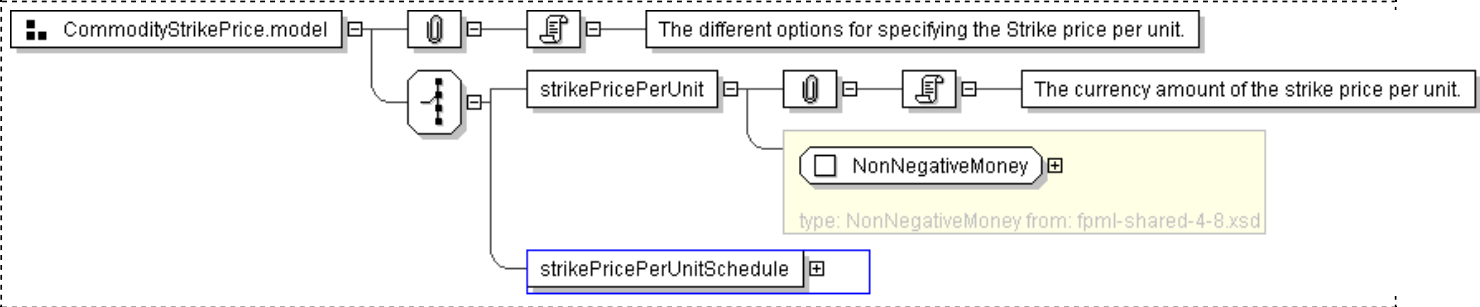 CommodityStrikePrice.model
The different options for specifying the Strike price per unit.
strikePricePerUnit
The currency amount of the strike price per unit.
NonNegativeMoney
type: NonNegativeMoney from: fpml-shared-4-8.xsd
strikePricePerUnitSchedule